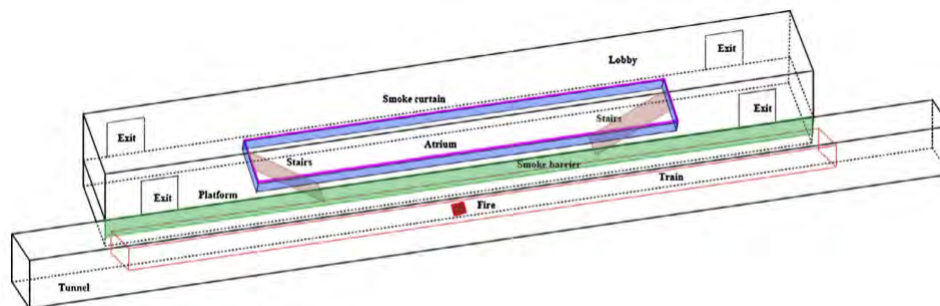 Lobby
Exit
Smoke curtain
Exit
Stairs
Exit
Atrium
Stairs
Smoke barrier
Exit
Platform
Train
Fire
Tunnel